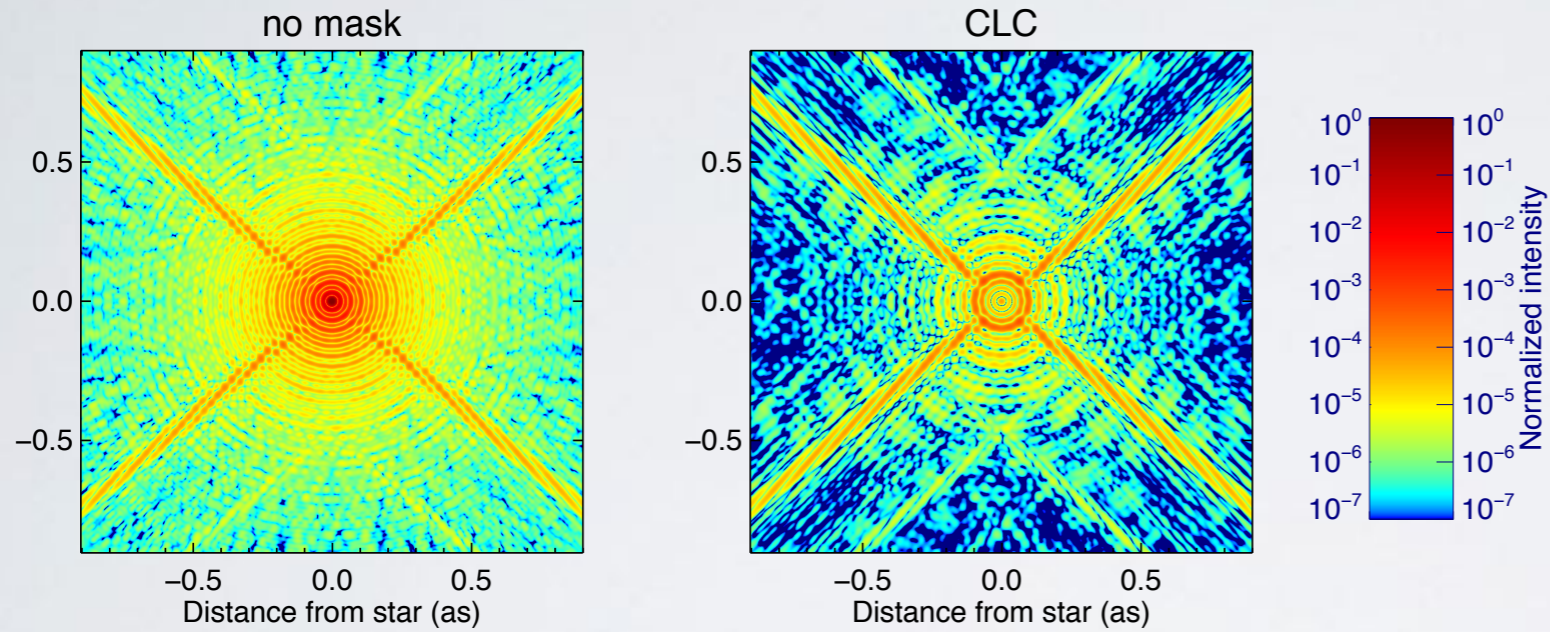 no mask
0.5
0.0
−0.5
−0.5 0.0 0.5
Distance from star (as)
CLC
0.5
0.0
−0.5
−0.5 0.0 0.5
Distance from star (as)
10⁰ 10⁰
10⁻¹ 10⁻¹
10⁻² 10⁻²
10⁻³ 10⁻³
10⁻⁴ 10⁻⁴
10⁻⁵ 10⁻⁵
10⁻⁶ 10⁻⁶
10⁻⁷ 10⁻⁷
Normalized intensity